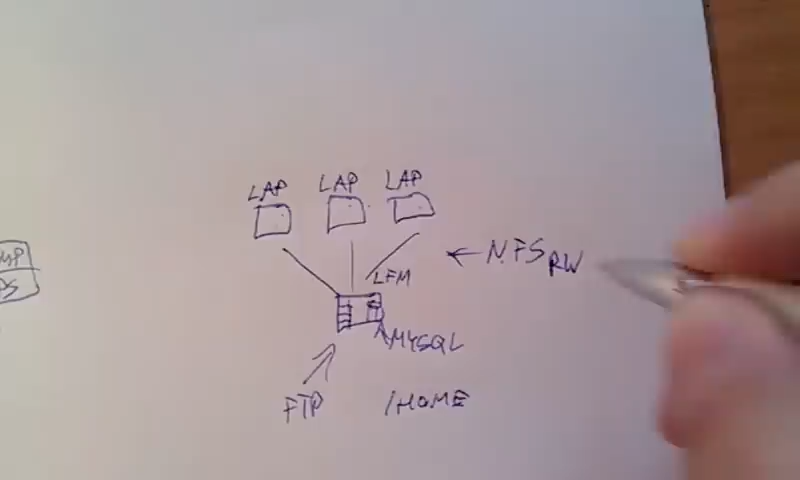 LAP LAP LAP
NFS RW
LFM
MYSQL
FTP /HOME